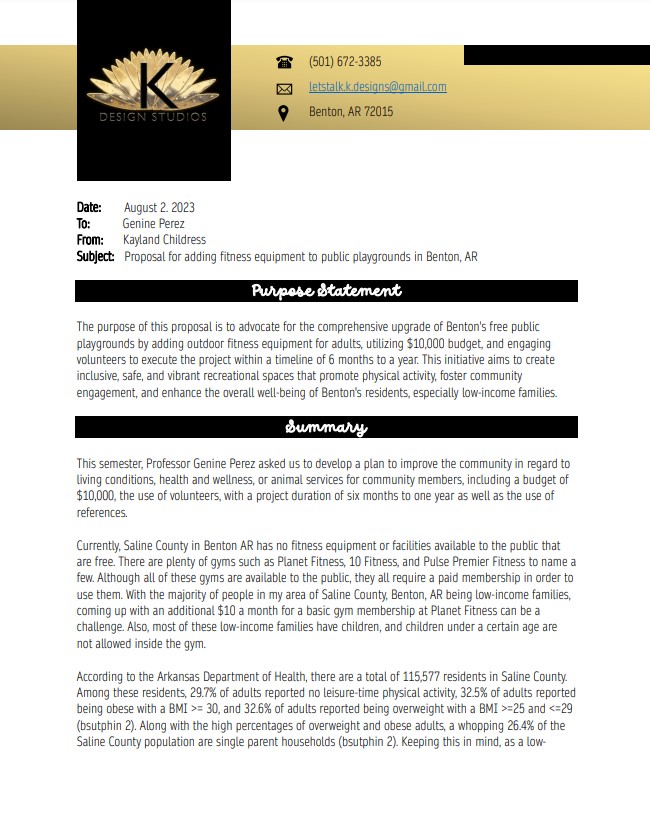 K
DESIGN STUDIOS
(501) 672-3385
letstalk.k.designs@gmail.com
Benton, AR 72015
Date: August 2. 2023
To: Genine Perez
From: Kayland Childress
Subject: Proposal for adding fitness equipment to public playgrounds in Benton, AR
Purpose Statement
The purpose of this proposal is to advocate for the comprehensive upgrade of Benton's free public
playgrounds by adding outdoor fitness equipment for adults, utilizing $10,000 budget, and engaging
volunteers to execute the project within a timeline of 6 months to a year. This initiative aims to create
inclusive, safe, and vibrant recreational spaces that promote physical activity, foster community
engagement, and enhance the overall well-being of Benton's residents, especially low-income families.
Summary
This semester, Professor Genine Perez asked us to develop a plan to improve the community in regard to
living conditions, health and wellness, or animal services for community members, including a budget of
$10,000, the use of volunteers, with a project duration of six months to one year as well as the use of
references.
Currently, Saline County in Benton AR has no fitness equipment or facilities available to the public that
are free. There are plenty of gyms such as Planet Fitness, 10 Fitness, and Pulse Premier Fitness to name a
few. Although all of these gyms are available to the public, they all require a paid membership in order to
use them. With the majority of people in my area of Saline County, Benton, AR being low-income families,
coming up with an additional $10 a month for a basic gym membership at Planet Fitness can be a
challenge. Also, most of these low-income families have children, and children under a certain age are
not allowed inside the gym.
According to the Arkansas Department of Health, there are a total of 115,577 residents in Saline County.
Among these residents, 29.7% of adults reported no leisure-time physical activity, 32.5% of adults reported
being obese with a BMI >= 30, and 32.6% of adults reported being overweight with a BMI >=25 and <=29
(bsutphin 2). Along with the high percentages of overweight and obese adults, a whopping 26.4% of the
Saline County population are single parent households (bsutphin 2). Keeping this in mind, as a low-